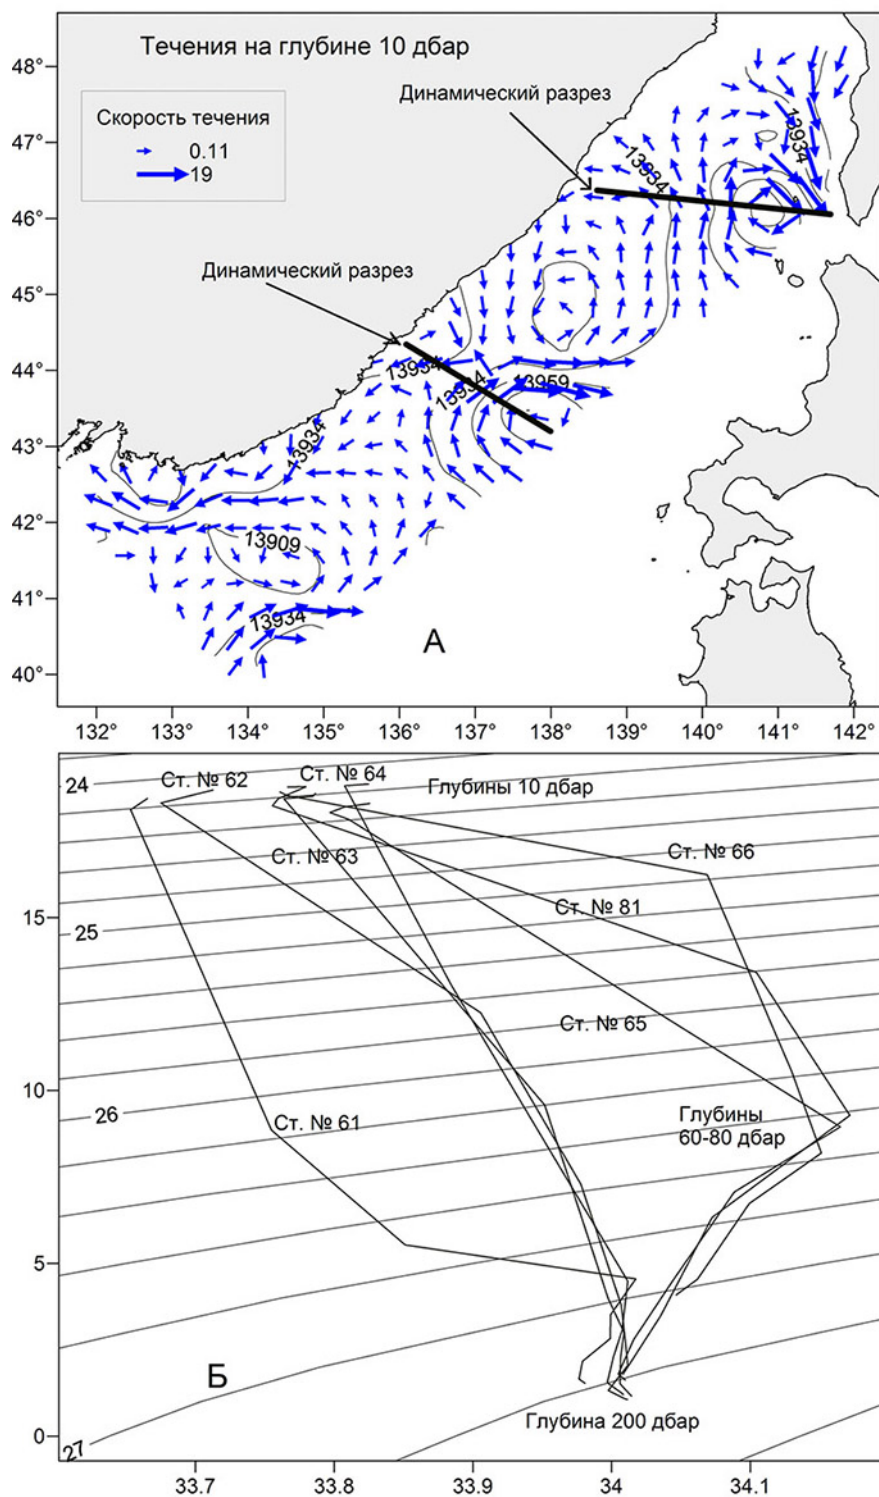 Течения на глубине 10 дбар
48°
Динамический разрез
Скорость течения
47°
0.11
13934
19
13934
46°
Динамический разрез
45°
44°
13934
13959
13934
43°
13934
42°
13909
41°
13934
А
40°
132° 133° 134° 135° 136° 137° 138° 139° 140° 141° 142°
24
Ст. № 62
Ст. № 64
Глубины 10 дбар
Ст. № 63
Ст. № 66
15
25
Ст. № 81
Ст. № 65
10
26
Ст. № 61
Глубины
60-80 дбар
5
Б
Глубина 200 дбар
0
27
33.7 33.8 33.9 34 34.1